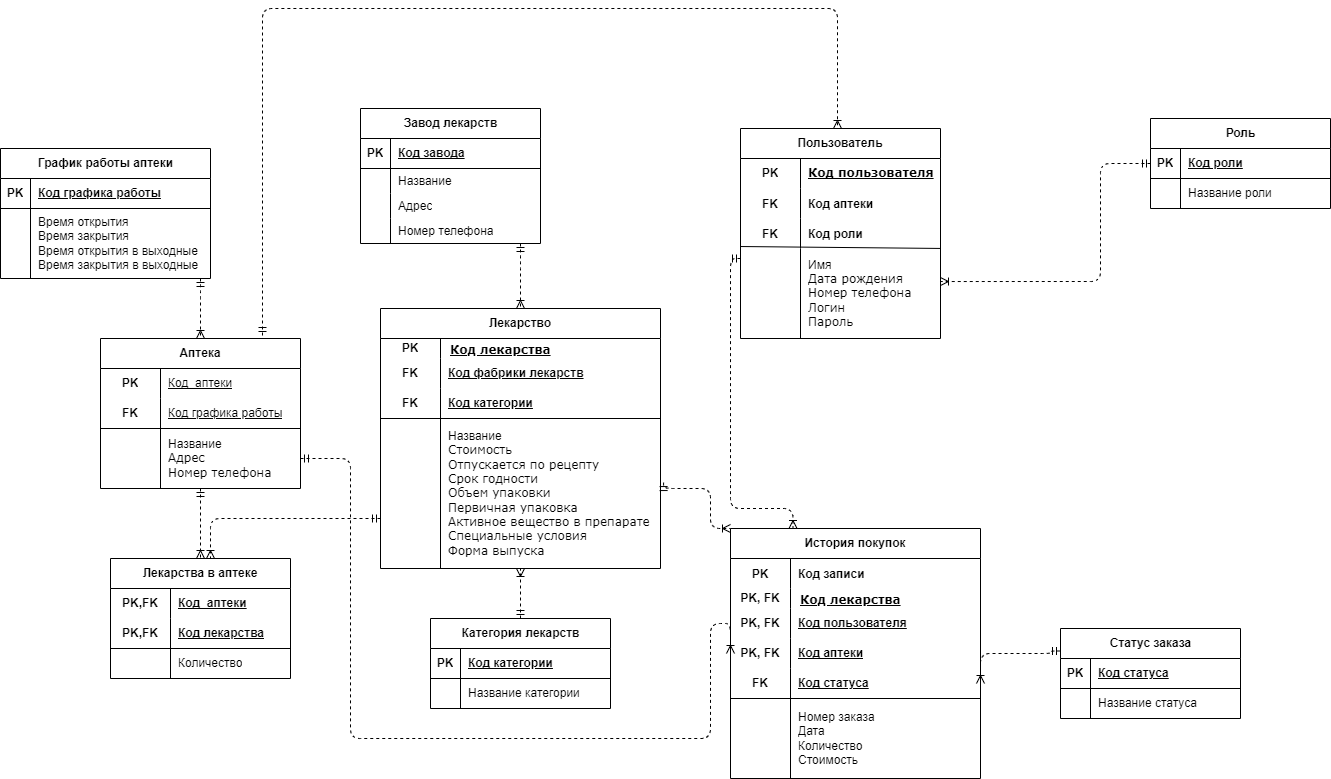 График работы аптеки
PK Код графика работы
Время открытия
Время закрытия
Время открытия в выходные
Время закрытия в выходные
Завод лекарств
PK Код завода
Название
Адрес
Номер телефона
Пользователь
PK Код пользователя
FK Код аптеки
FK Код роли
Имя
Дата рождения
Номер телефона
Логин
Пароль
Роль
PK Код роли
Название роли
Аптека
PK Код аптеки
FK Код графика работы
Название
Адрес
Номер телефона
Лекарство
PK Код лекарства
FK Код фабрики лекарств
FK Код категории
Название
Стоимость
Отпускается по рецепту
Срок годности
Объем упаковки
Первичная упаковка
Активное вещество в препарате
Специальные условия
Форма выпуска
Лекарства в аптеке
PK,FK Код аптеки
PK,FK Код лекарства
Количество
Категория лекарств
PK Код категории
Название категории
История покупок
PK Код записи
PK, FK Код лекарства
PK, FK Код пользователя
PK, FK Код аптеки
FK Код статуса
Номер заказа
Дата
Количество
Стоимость
Статус заказа
PK Код статуса
Название статуса